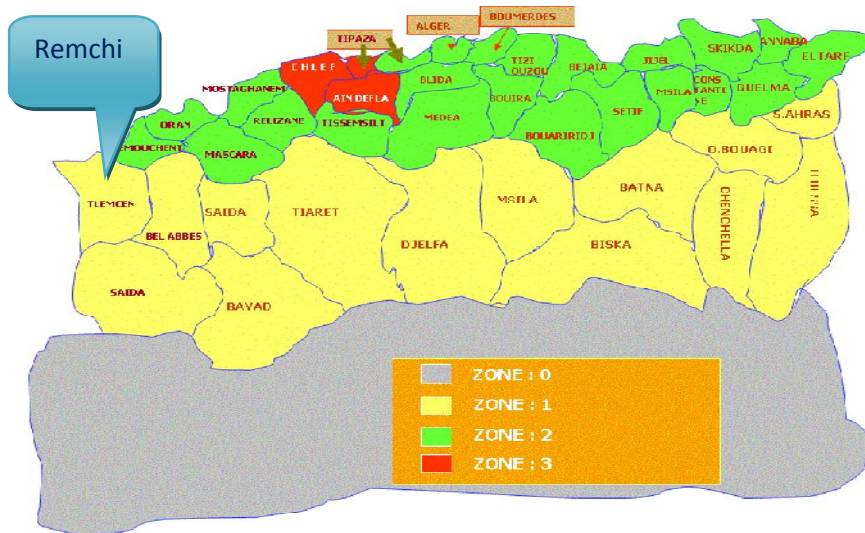 Remchi
ALGER
BOUMERDES
TIPAZA
CHLEF
AIN DEFLA
BLIDA
TIZI
OUZOU
BEJAIA
JIJEL
SKIKDA
ANNABA
EL TARF
MOSTAGHANEM
ORAN
RELIZANE
TISSEMSILT
MEDEA
BOUIRA
BOUARIRIDJ
SETIF
MSILA
CONS
TANTI
E
GUELMA
S.AHRAS
EMOUCHENT
MASCARA
O.BOUAGI
TLEMCEN
BEL ABBES
SAIDA
TIARET
DJELFA
MSILA
BATNA
CHENCHELLA
BISKA
SAIDA
ZONE : 0
ZONE : 1
ZONE : 2
ZONE : 3